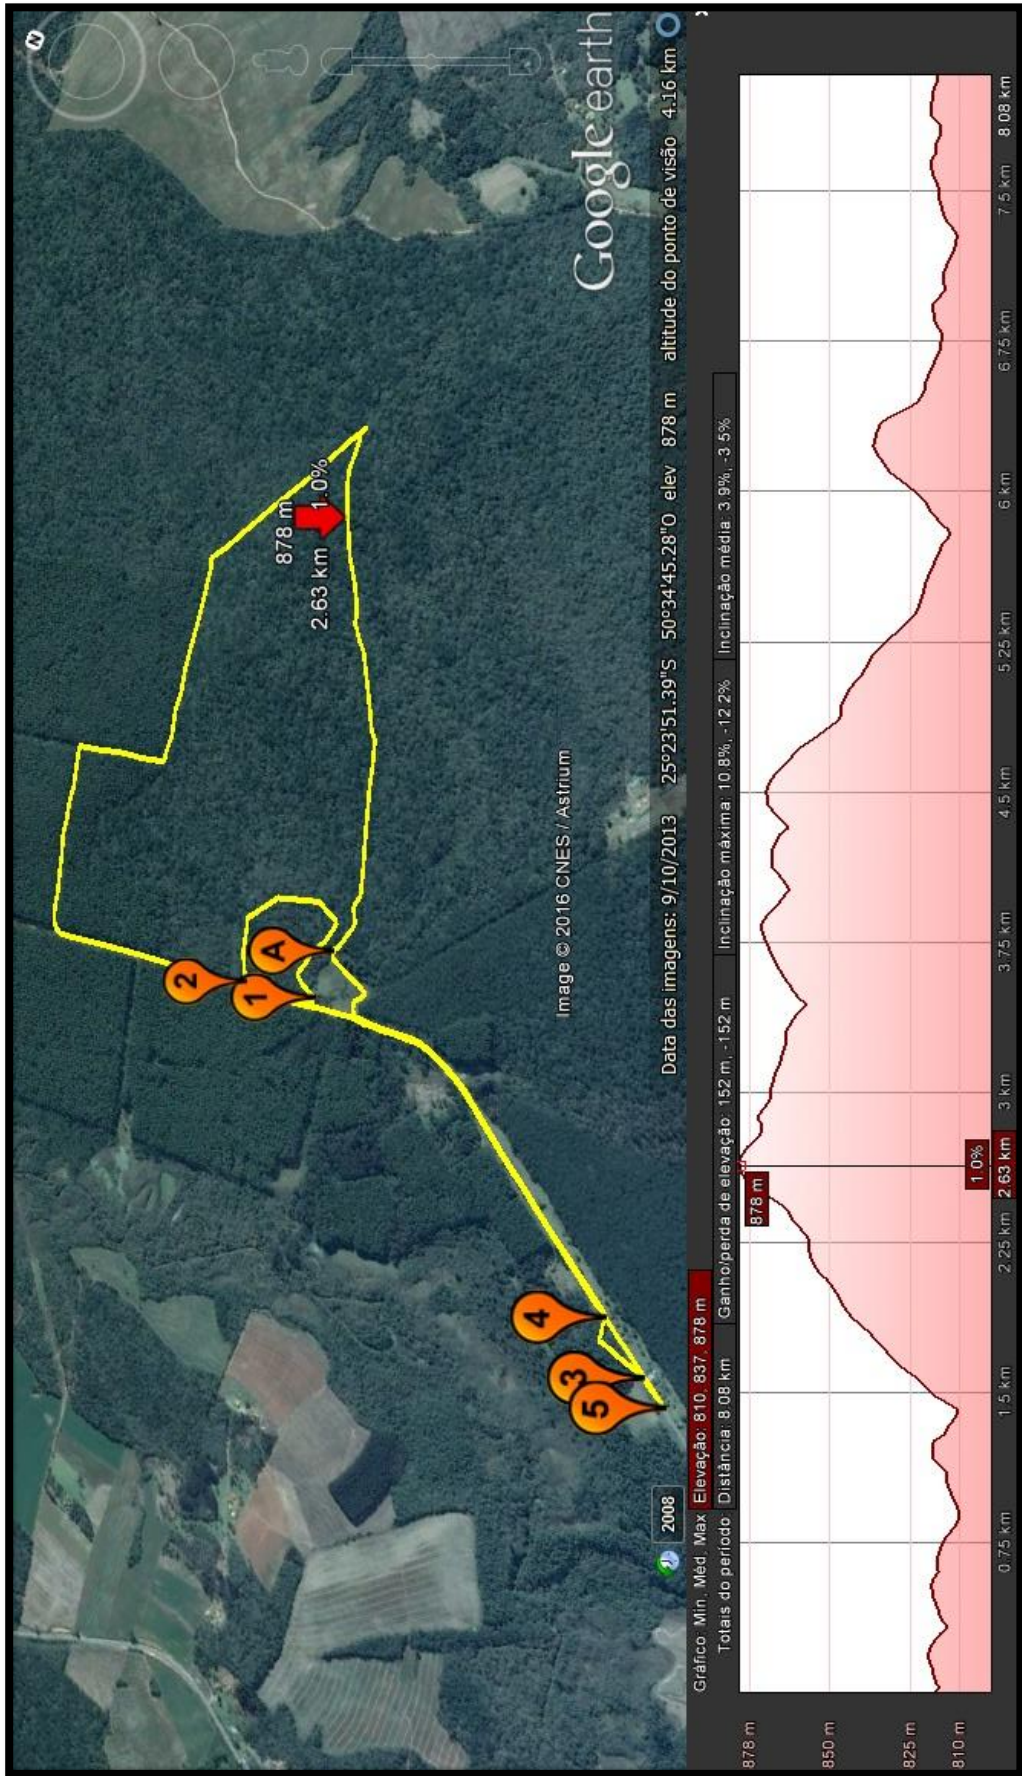 N
2
1
A
878 m
1.0%
2.63 km
4
3
5
Image © 2016 CNES / Astrium
Google earth
2008
Data das imagens: 9/10/2013 25°23'51.39"S 50°34'45.28"O elev 878 m altitude do ponto de visão 4.16 km
Gráfico: Mín, Méd, Máx Elevação: 810, 837, 878 m
Totais do período: Distância: 8.08 km Ganho/perda de elevação: 152 m, -152 m Inclinação máxima: 10.8%, -12.2% Inclinação média: 3.9%, -3.5%
878 m
878 m
850 m
825 m
810 m
1.0%
0.75 km 1.5 km 2.25 km 2.63 km 3 km 3.75 km 4.5 km 5.25 km 6 km 6.75 km 7.5 km 8.08 km